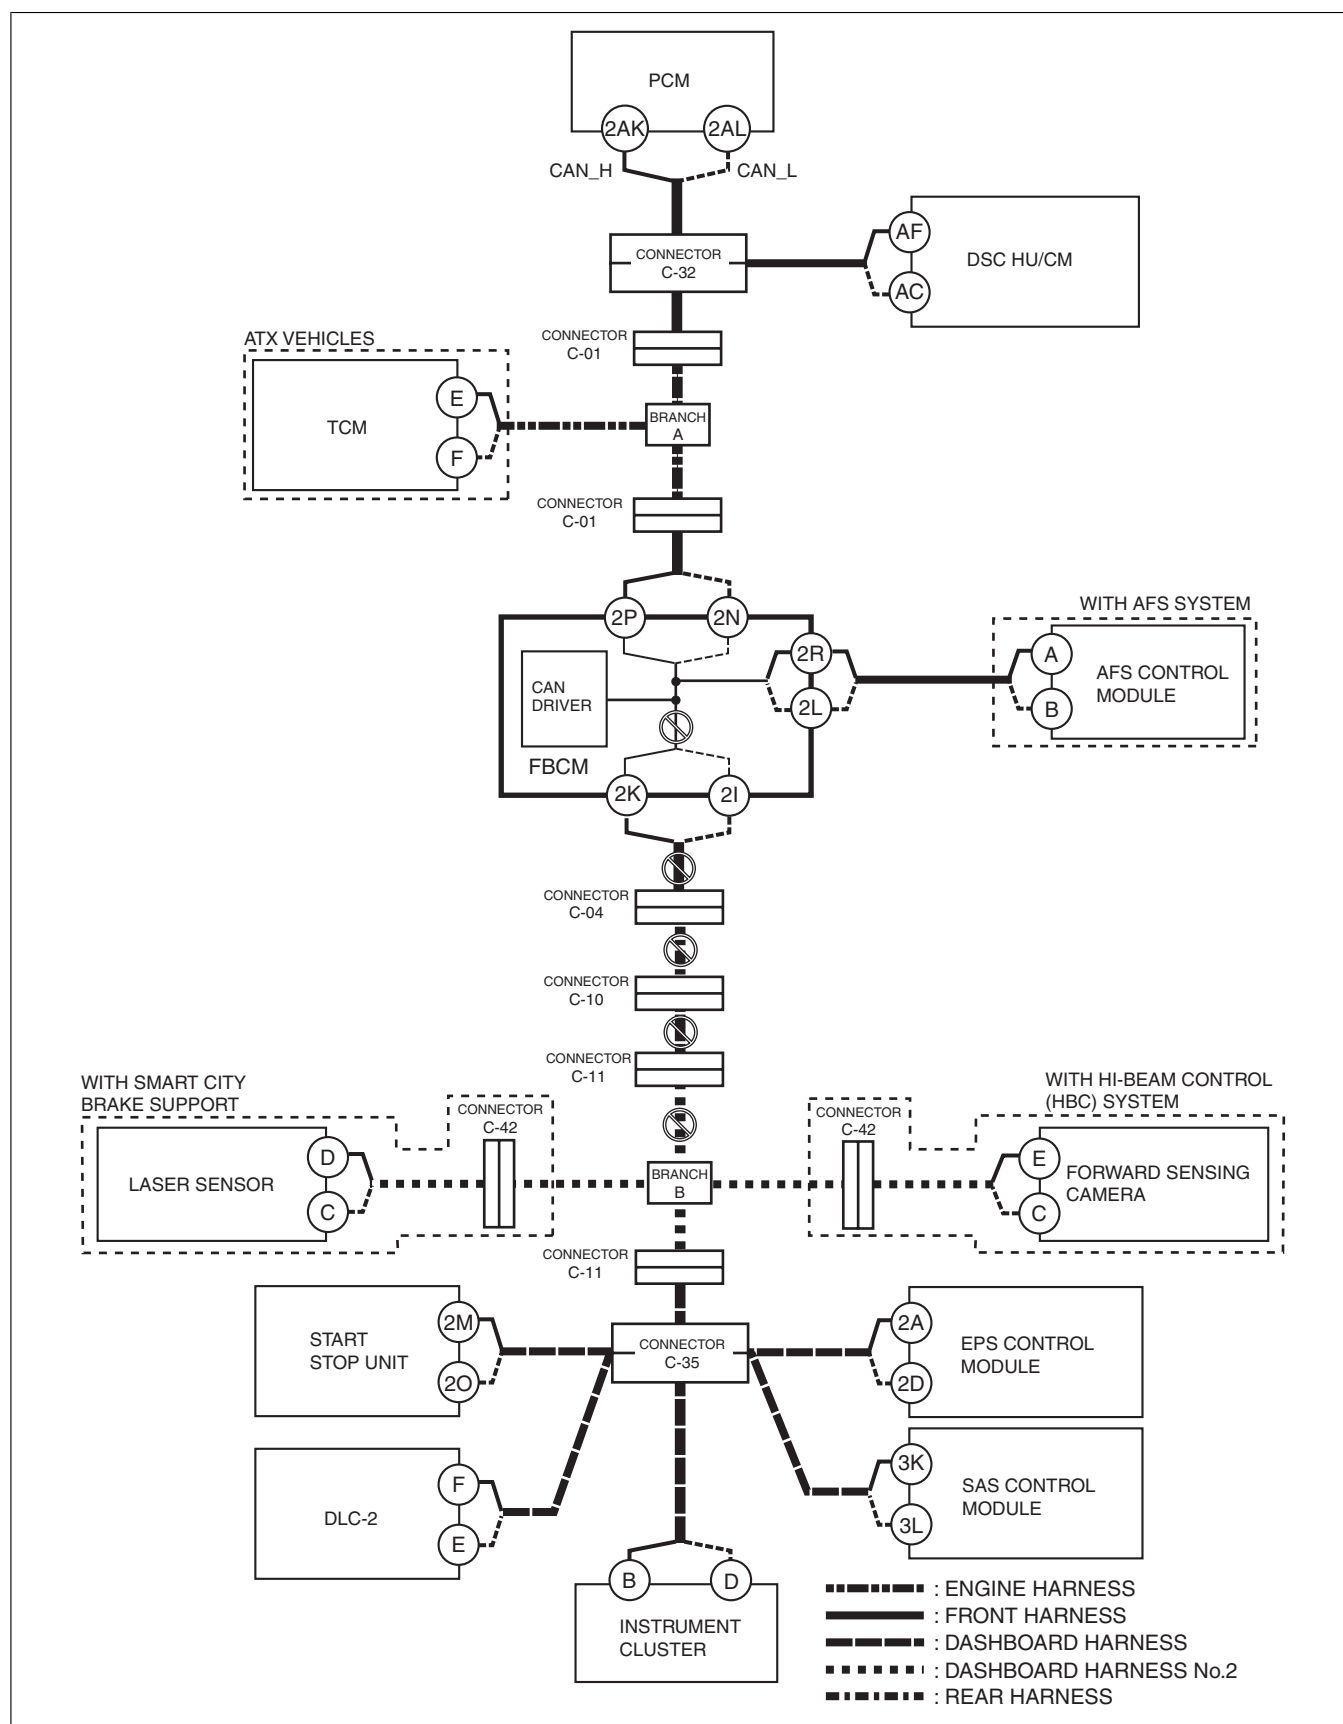 PCM
2AK
2AL
CAN_H
CAN_L
CONNECTOR
C-32
AF
AC
DSC HU/CM
CONNECTOR
C-01
ATX VEHICLES
TCM
E
F
BRANCH
A
CONNECTOR
C-01
2P
2N
WITH AFS SYSTEM
2R
2L
A
B
AFS CONTROL
MODULE
CAN
DRIVER
FBCM
2K
2I
CONNECTOR
C-04
CONNECTOR
C-10
CONNECTOR
C-11
WITH SMART CITY
BRAKE SUPPORT
CONNECTOR
C-42
LASER SENSOR
D
C
BRANCH
B
WITH HI-BEAM CONTROL
(HBC) SYSTEM
CONNECTOR
C-42
E
C
FORWARD SENSING
CAMERA
CONNECTOR
C-11
START
STOP UNIT
2M
2O
CONNECTOR
C-35
2A
2D
EPS CONTROL
MODULE
DLC-2
F
E
3K
3L
SAS CONTROL
MODULE
B
D
INSTRUMENT
CLUSTER
: ENGINE HARNESS
: FRONT HARNESS
: DASHBOARD HARNESS
: DASHBOARD HARNESS No.2
: REAR HARNESS